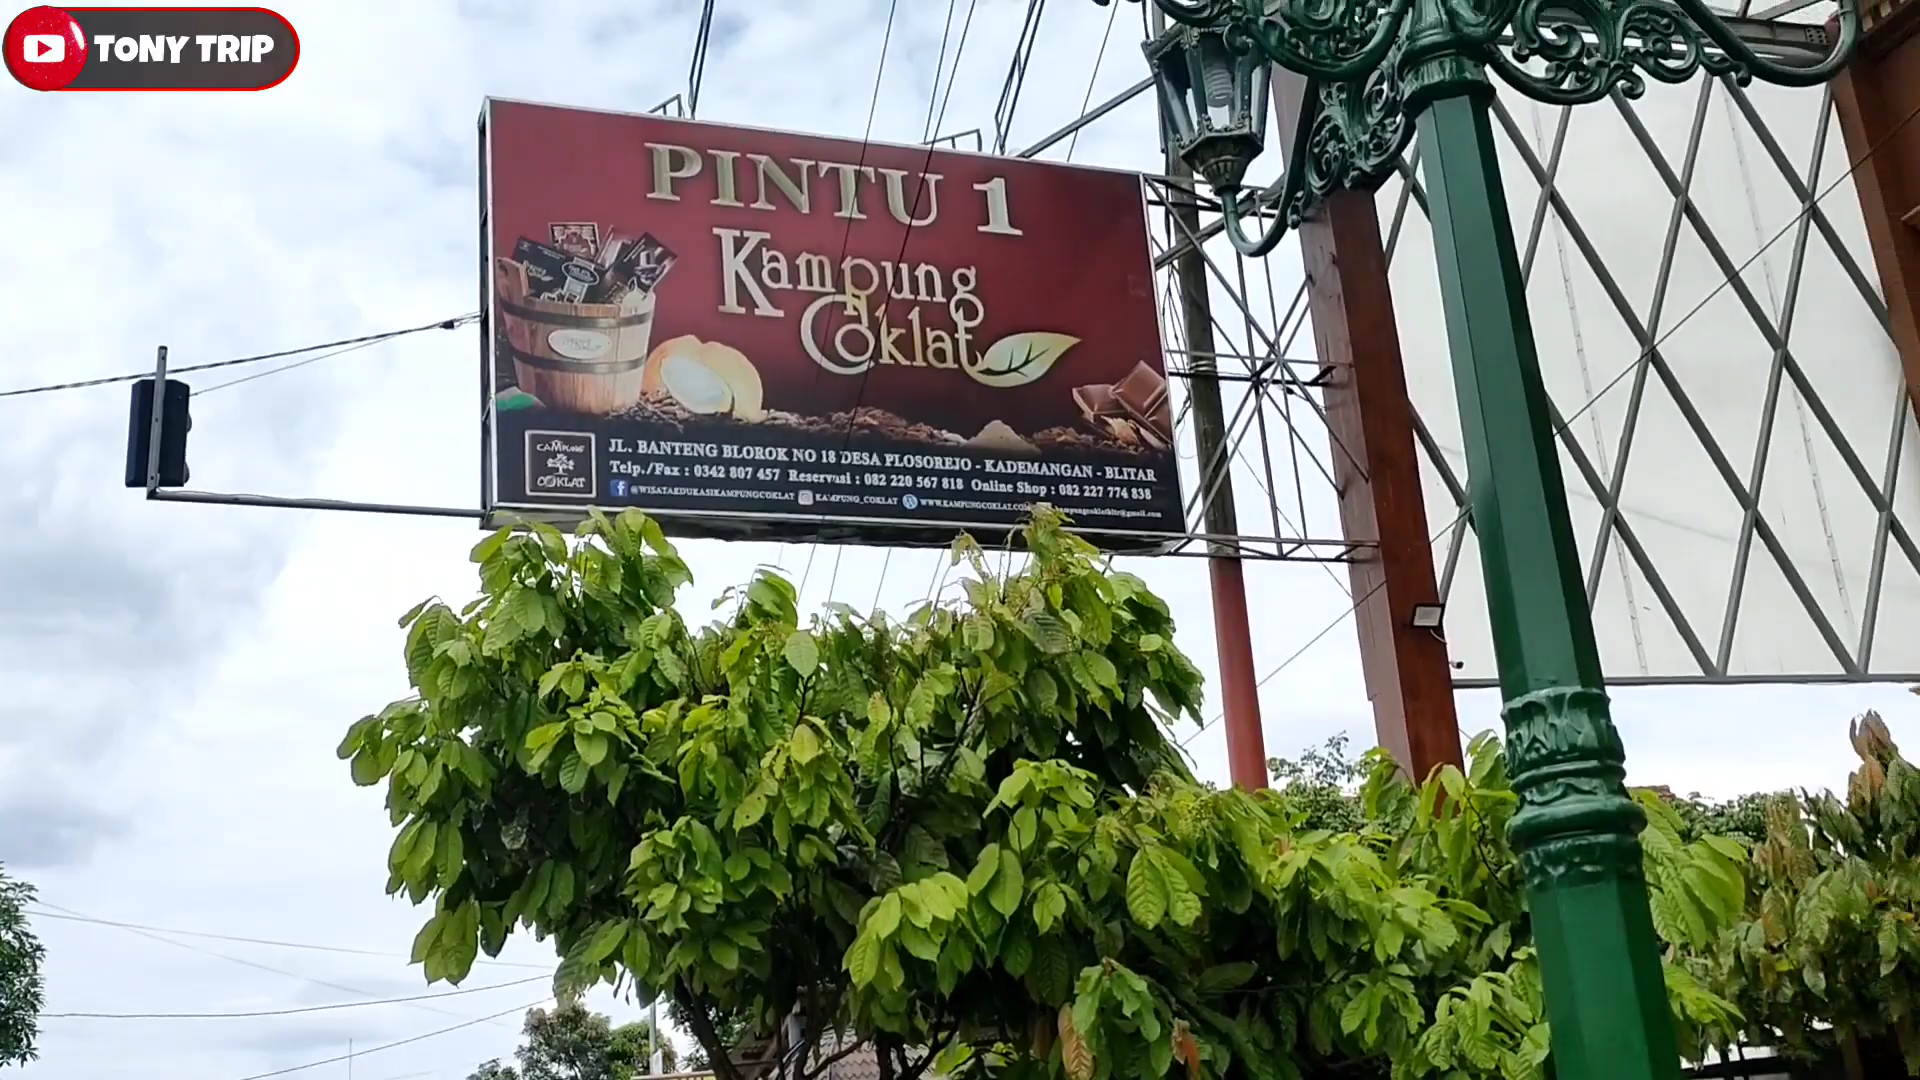 TONY TRIP
PINTU 1
Kampung
Coklat
CAMPUNG
COKLAT
JL. BANTENG BLOROK NO 18 DESA PLOSOREJO - KADEMANGAN - BLITAR
Telp./Fax : 0342 807 457 Reservasi : 082 220 567 818 Online Shop : 082 227 774 838
@WISATAEDUKASIKAMPUNGCOKLAT KAMPUNG_COKLAT WWW.KAMPUNGCOKLAT.COM